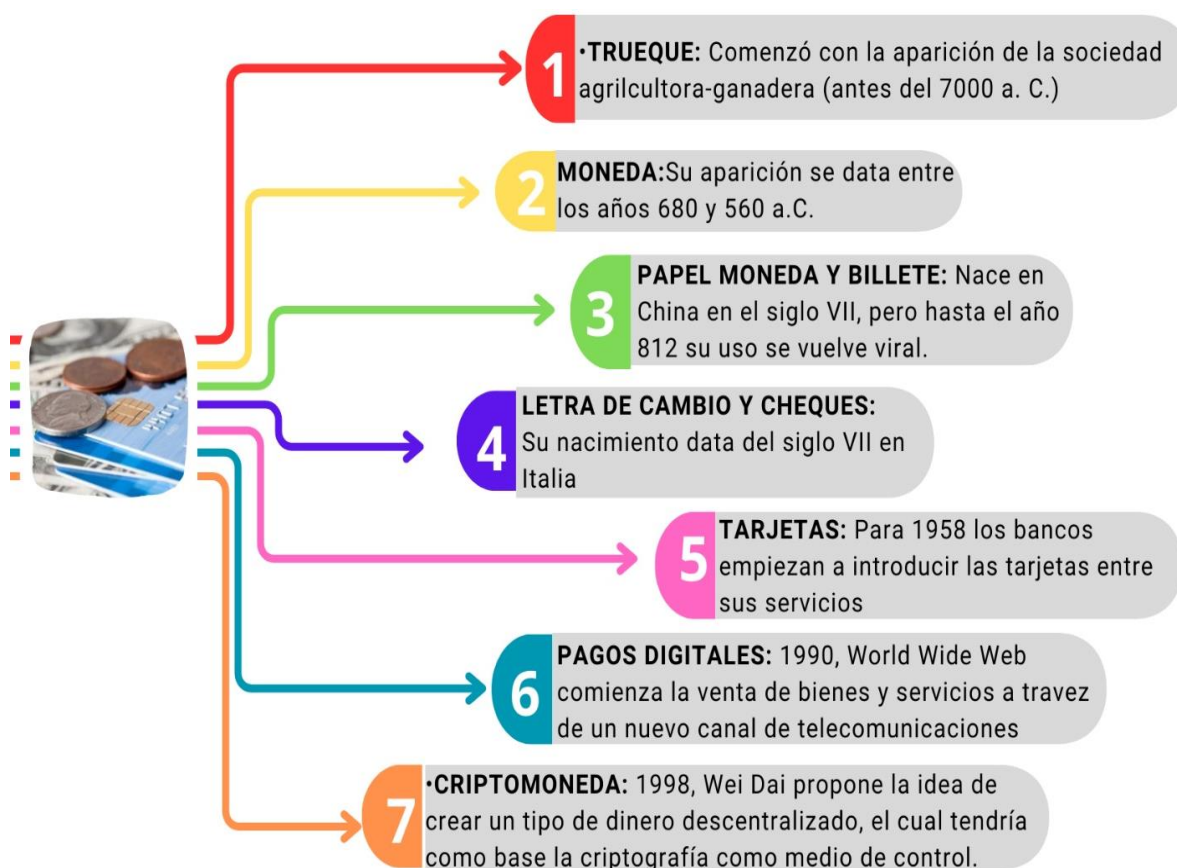 1
•TRUEQUE: Comenzó con la aparición de la sociedad
agrilcultora-ganadera (antes del 7000 a. C.)
2
MONEDA:Su aparición se data entre
los años 680 y 560 a.C.
3
PAPEL MONEDA Y BILLETE: Nace en
China en el siglo VII, pero hasta el año
812 su uso se vuelve viral.
4
LETRA DE CAMBIO Y CHEQUES:
Su nacimiento data del siglo VII en
Italia
5
TARJETAS: Para 1958 los bancos
empiezan a introducir las tarjetas entre
sus servicios
6
PAGOS DIGITALES: 1990, World Wide Web
comienza la venta de bienes y servicios a travez
de un nuevo canal de telecomunicaciones
7
•CRIPTOMONEDA: 1998, Wei Dai propone la idea de
crear un tipo de dinero descentralizado, el cual tendría
como base la criptografía como medio de control.